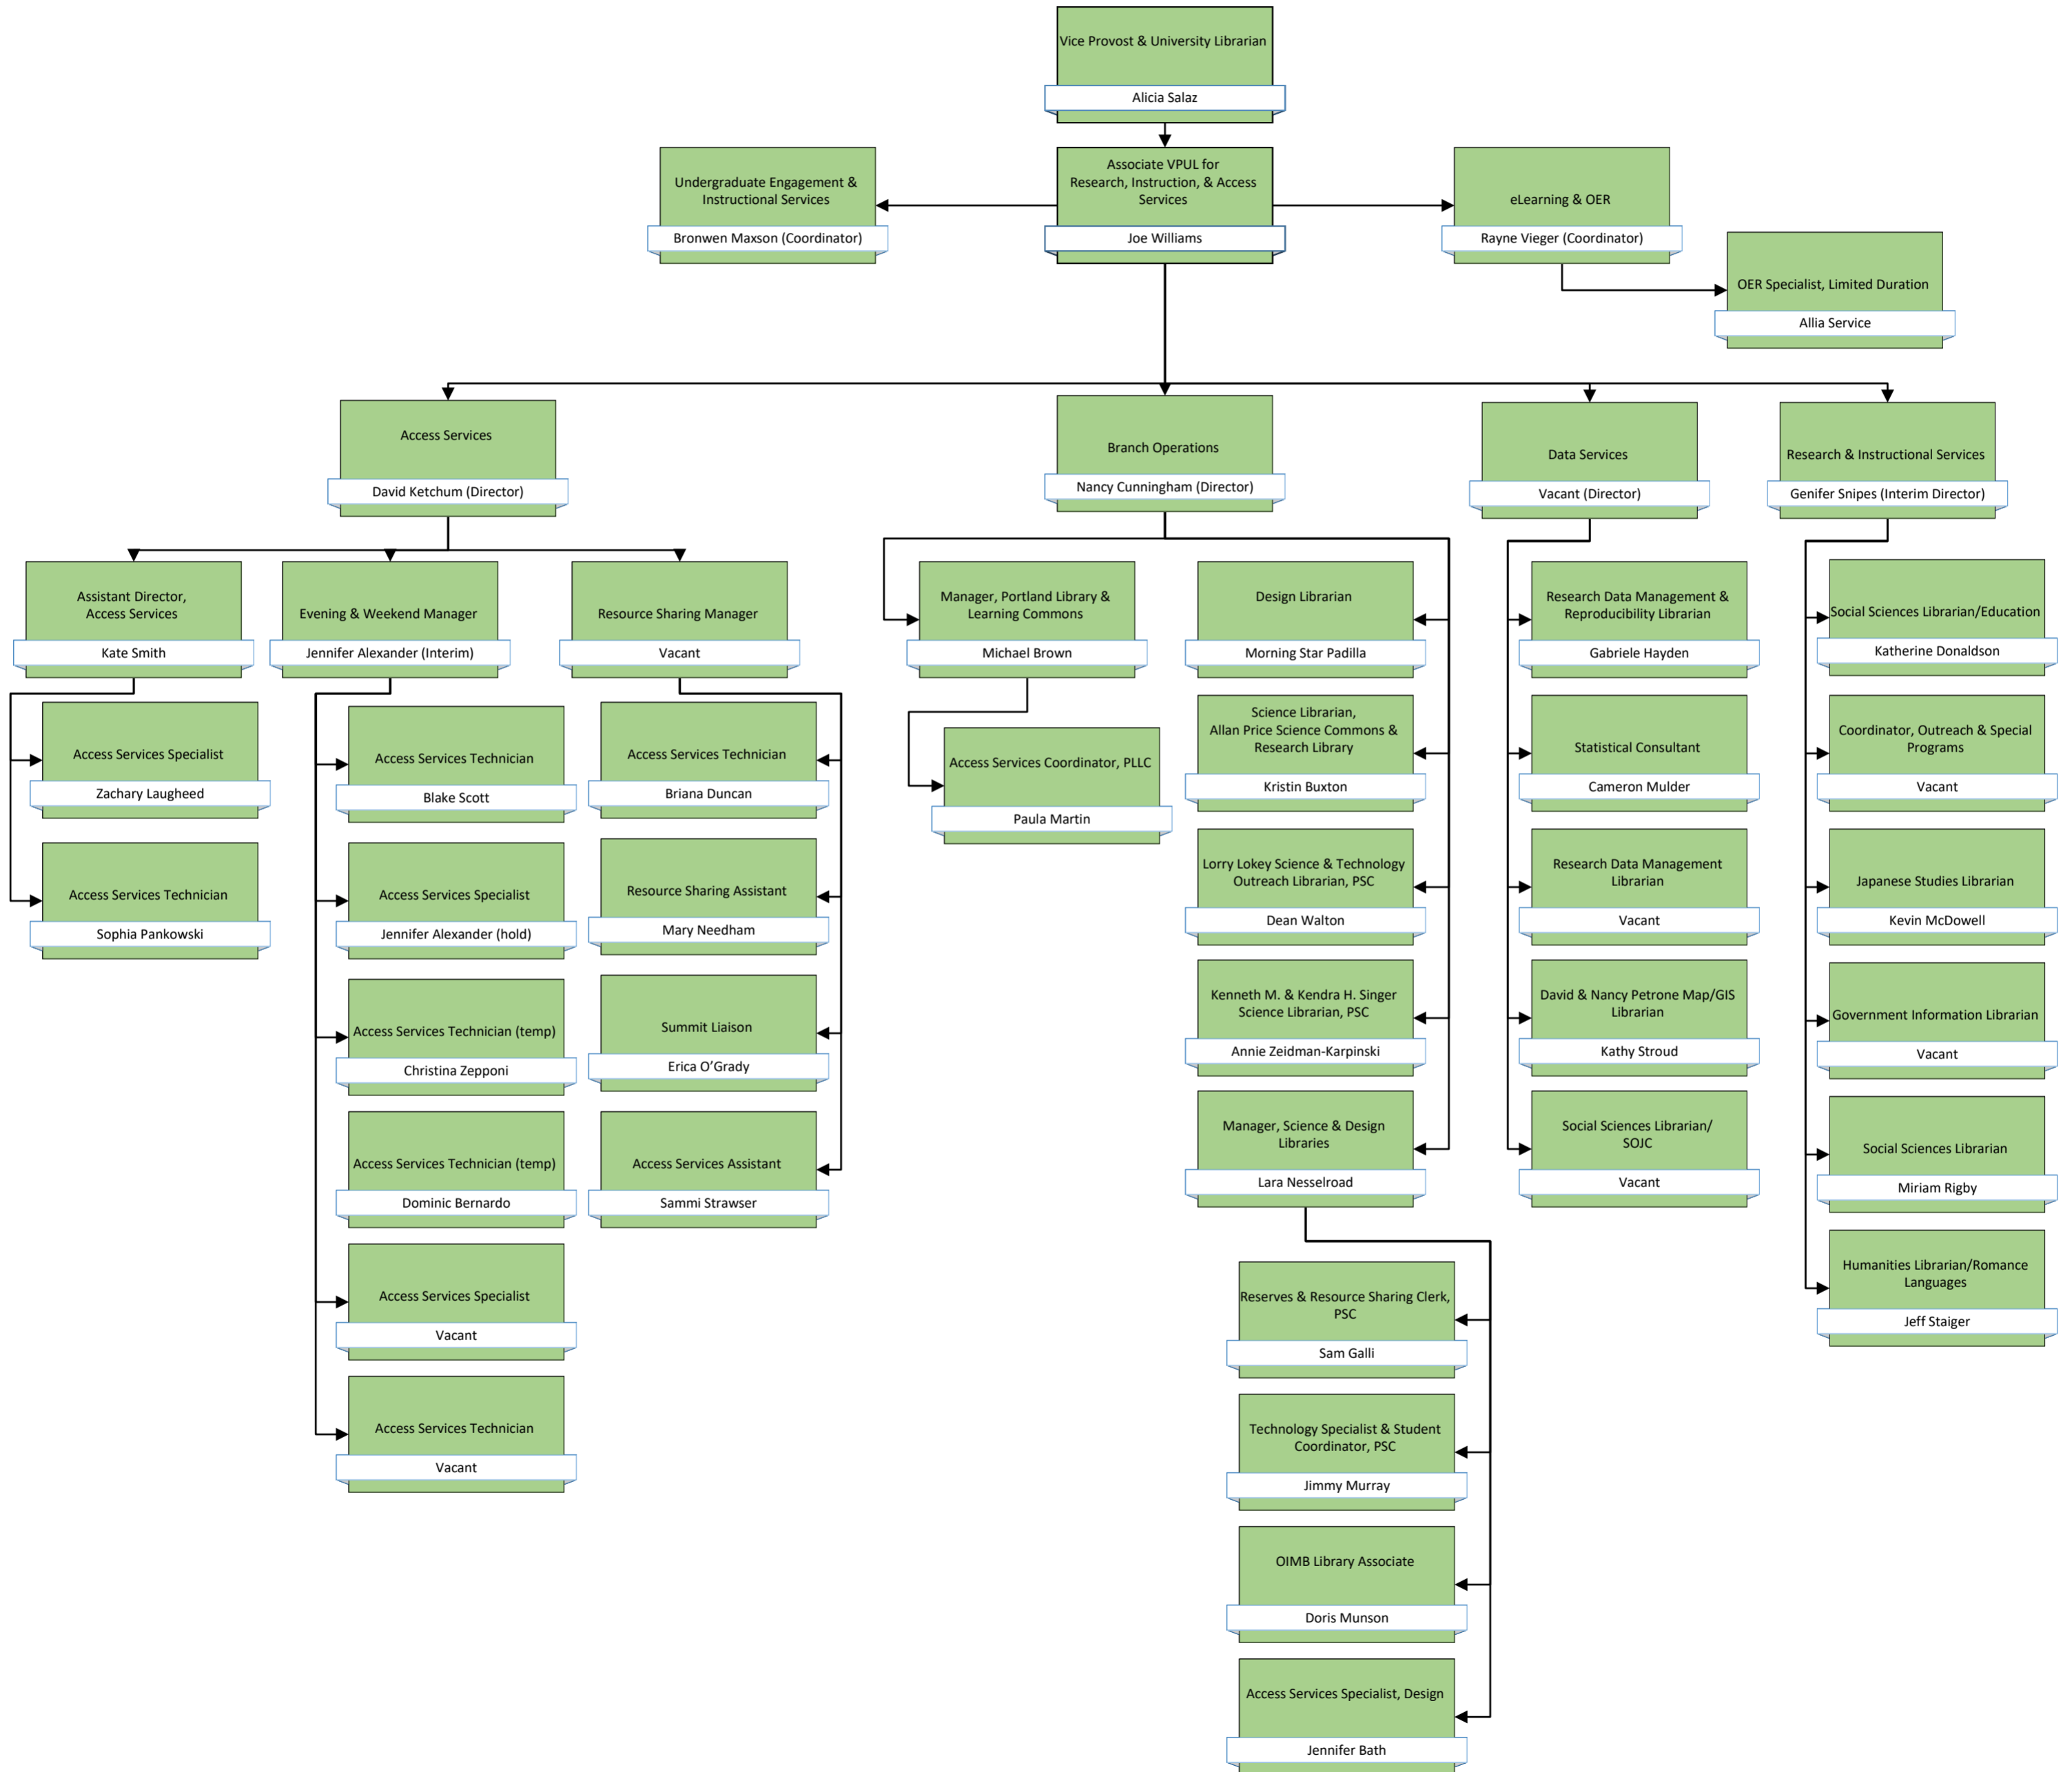 Vice Provost & University Librarian
Alicia Salaz
Undergraduate Engagement &
Instructional Services
Bronwen Maxson (Coordinator)
Associate VPUL for
Research, Instruction, & Access
Services
Joe Williams
eLearning & OER
Rayne Vieger (Coordinator)
OER Specialist, Limited Duration
Allia Service
Access Services
David Ketchum (Director)
Branch Operations
Nancy Cunningham (Director)
Data Services
Vacant (Director)
Research & Instructional Services
Genifer Snipes (Interim Director)
Assistant Director,
Access Services
Kate Smith
Access Services Specialist
Zachary Laugheed
Access Services Technician
Sophia Pankowski
Evening & Weekend Manager
Jennifer Alexander (Interim)
Access Services Technician
Blake Scott
Access Services Specialist
Jennifer Alexander (hold)
Access Services Technician (temp)
Christina Zepponi
Access Services Technician (temp)
Dominic Bernardo
Access Services Specialist
Vacant
Access Services Technician
Vacant
Resource Sharing Manager
Vacant
Access Services Technician
Briana Duncan
Resource Sharing Assistant
Mary Needham
Summit Liaison
Erica O’Grady
Access Services Assistant
Sammi Strawser
Manager, Portland Library &
Learning Commons
Michael Brown
Access Services Coordinator, PLLC
Paula Martin
Design Librarian
Morning Star Padilla
Science Librarian,
Allan Price Science Commons &
Research Library
Kristin Buxton
Lorry Lokey Science & Technology
Outreach Librarian, PSC
Dean Walton
Kenneth M. & Kendra H. Singer
Science Librarian, PSC
Annie Zeidman-Karpinski
Manager, Science & Design
Libraries
Lara Nesselroad
Reserves & Resource Sharing Clerk,
PSC
Sam Galli
Technology Specialist & Student
Coordinator, PSC
Jimmy Murray
OIMB Library Associate
Doris Munson
Access Services Specialist, Design
Jennifer Bath
Research Data Management &
Reproducibility Librarian
Gabriele Hayden
Statistical Consultant
Cameron Mulder
Research Data Management
Librarian
Vacant
David & Nancy Petrone Map/GIS
Librarian
Kathy Stroud
Social Sciences Librarian/
SOJC
Vacant
Social Sciences Librarian/Education
Katherine Donaldson
Coordinator, Outreach & Special
Programs
Vacant
Japanese Studies Librarian
Kevin McDowell
Government Information Librarian
Vacant
Social Sciences Librarian
Miriam Rigby
Humanities Librarian/Romance
Languages
Jeff Staiger